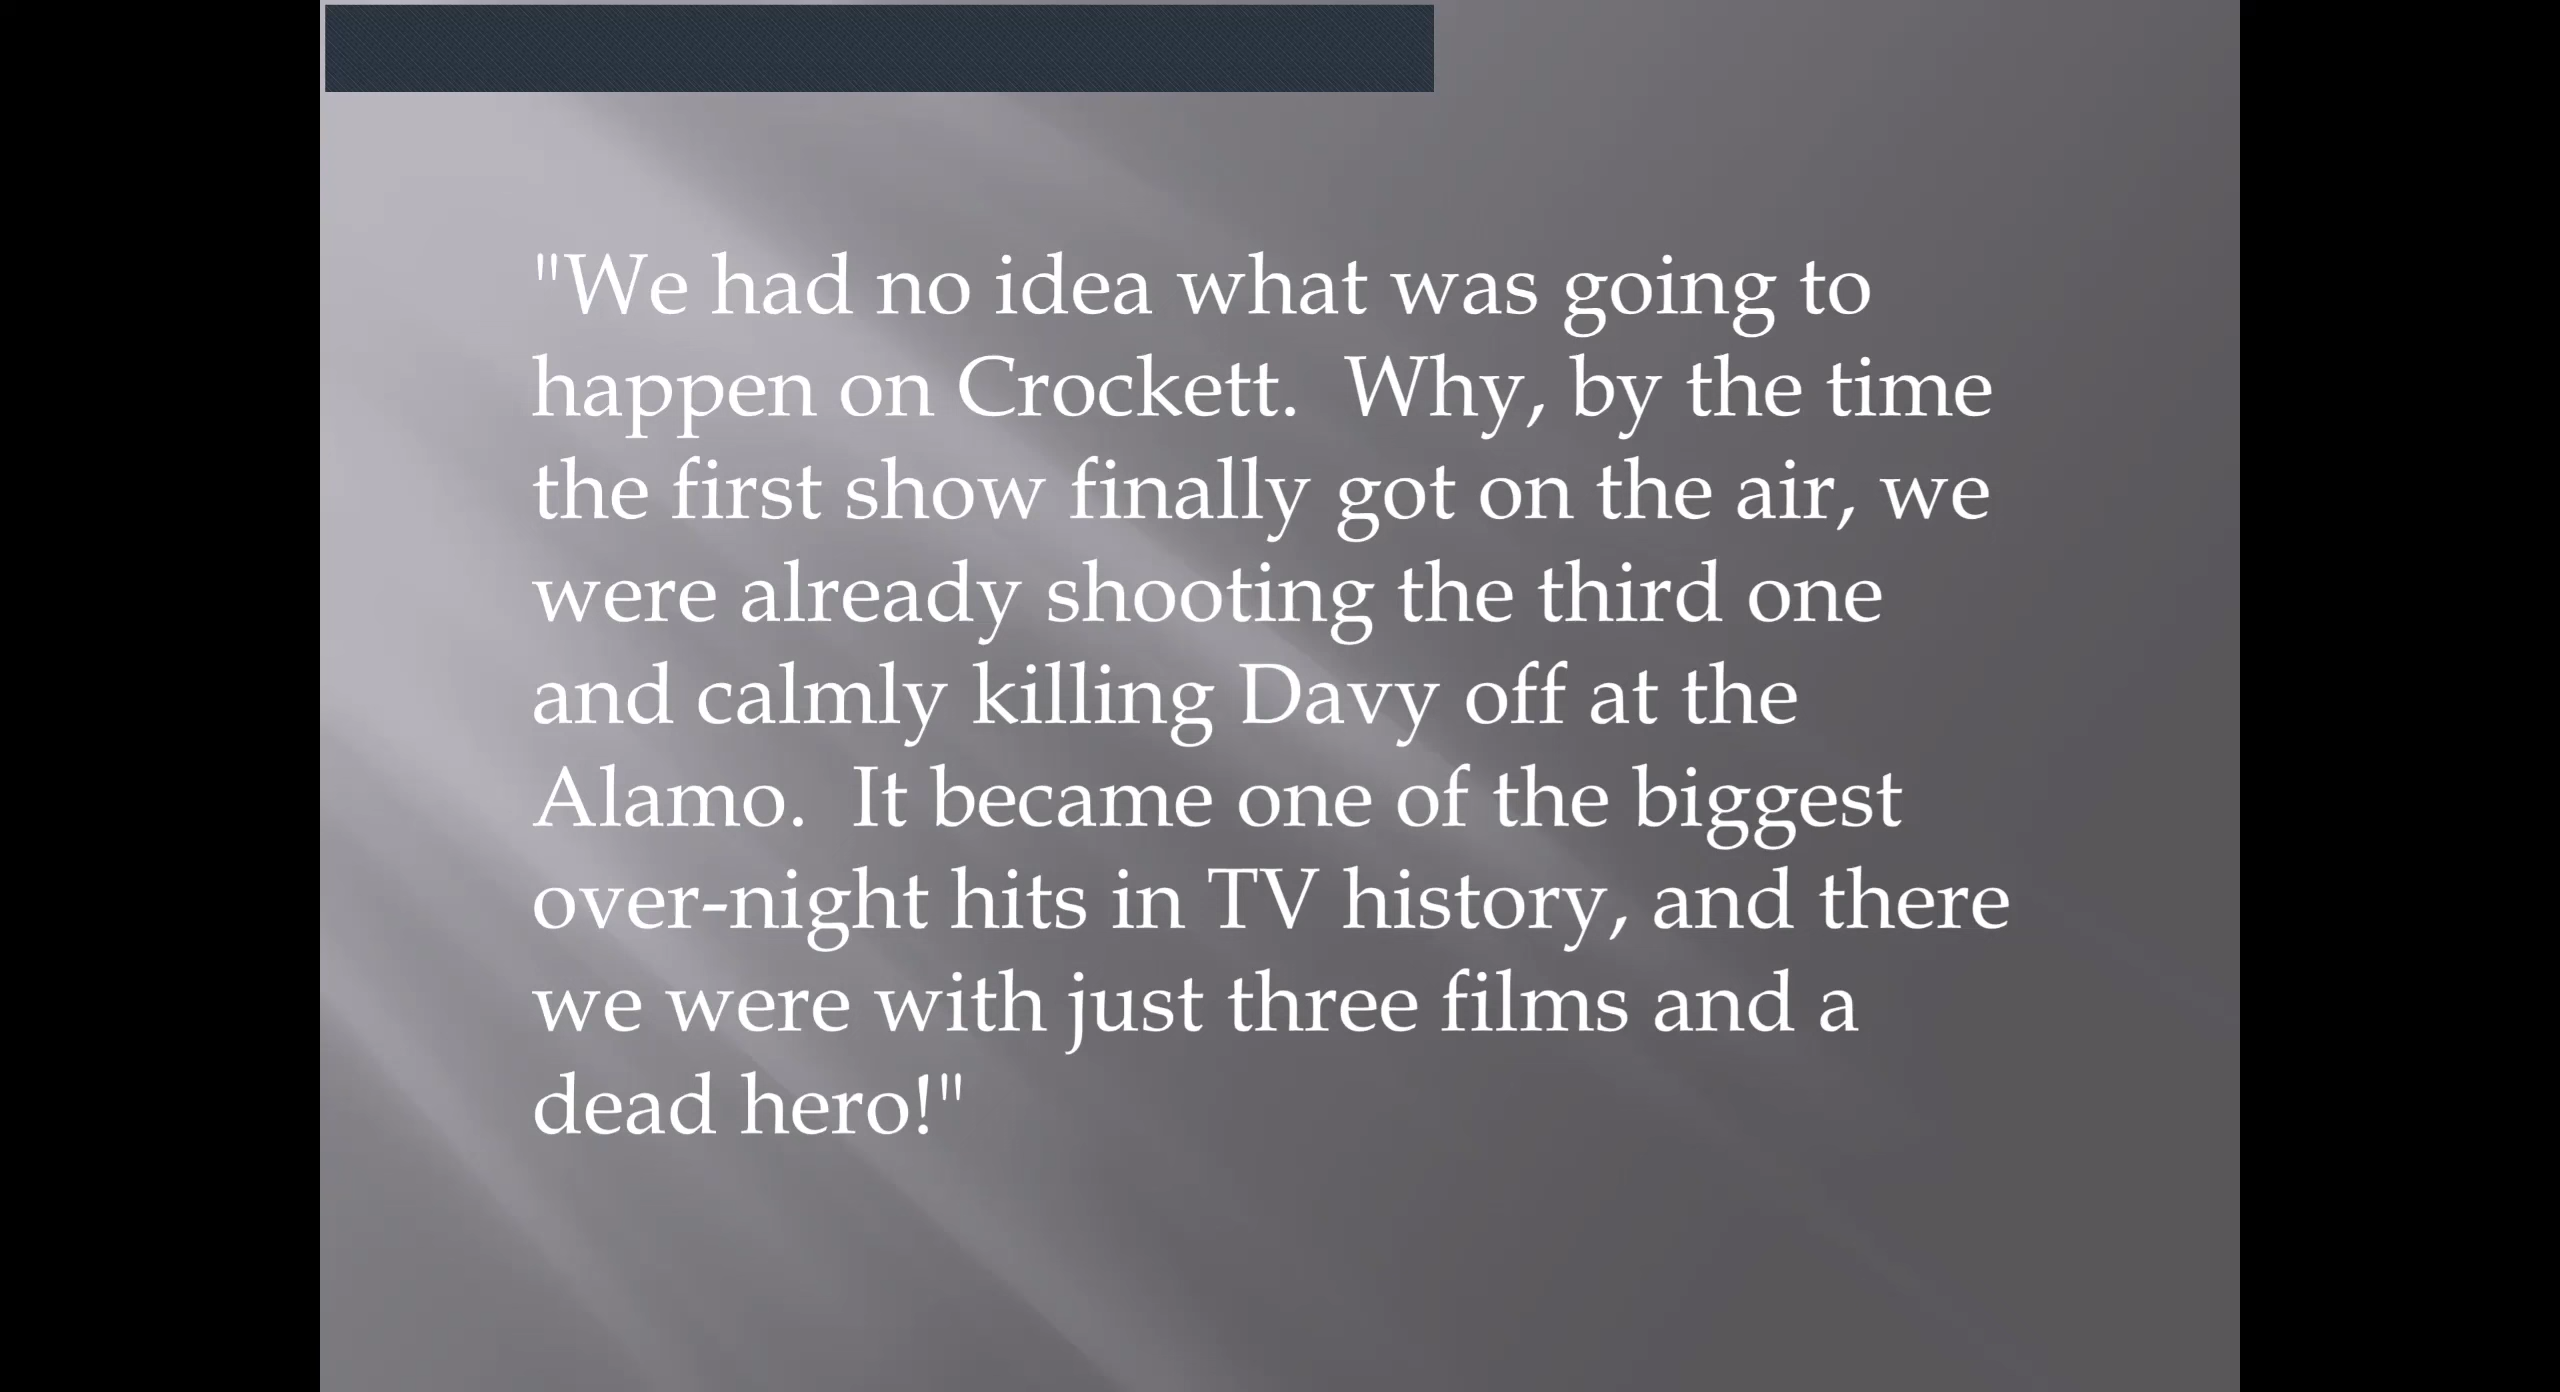 "We had no idea what was going to
happen on Crockett.  Why, by the time
the first show finally got on the air, we
were already shooting the third one
and calmly killing Davy off at the
Alamo.  It became one of the biggest
over-night hits in TV history, and there
we were with just three films and a
dead hero!"